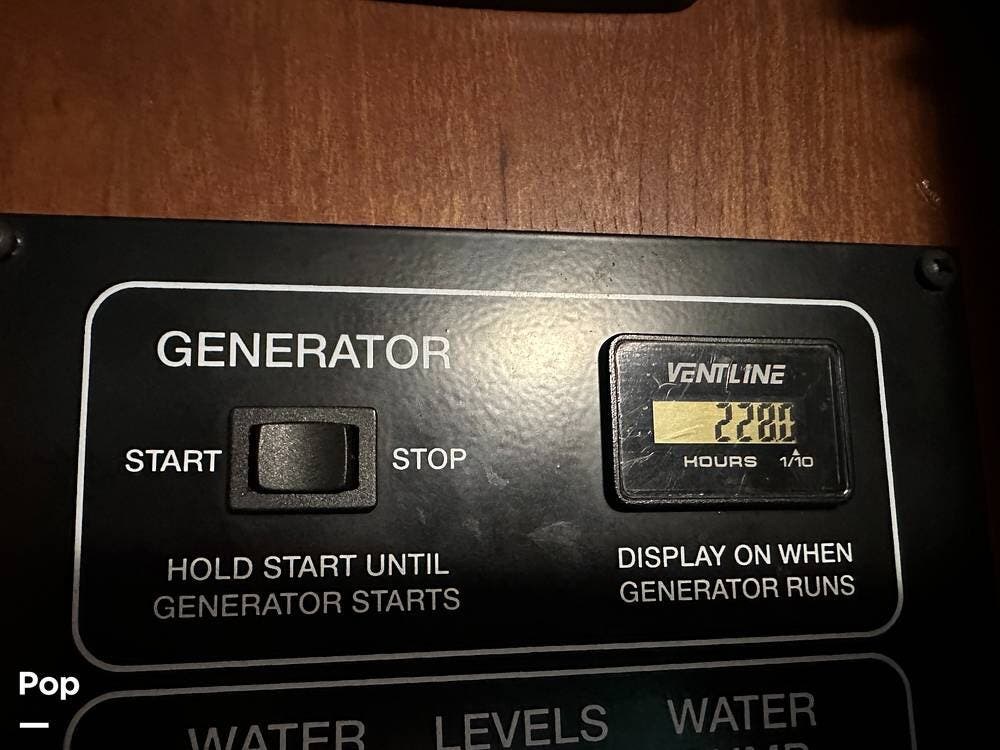 GENERATOR
START
STOP
HOLD START UNTIL
GENERATOR STARTS
VENTLINE
HOURS 1/10
DISPLAY ON WHEN
GENERATOR RUNS
WATER LEVELS WATER
Pop